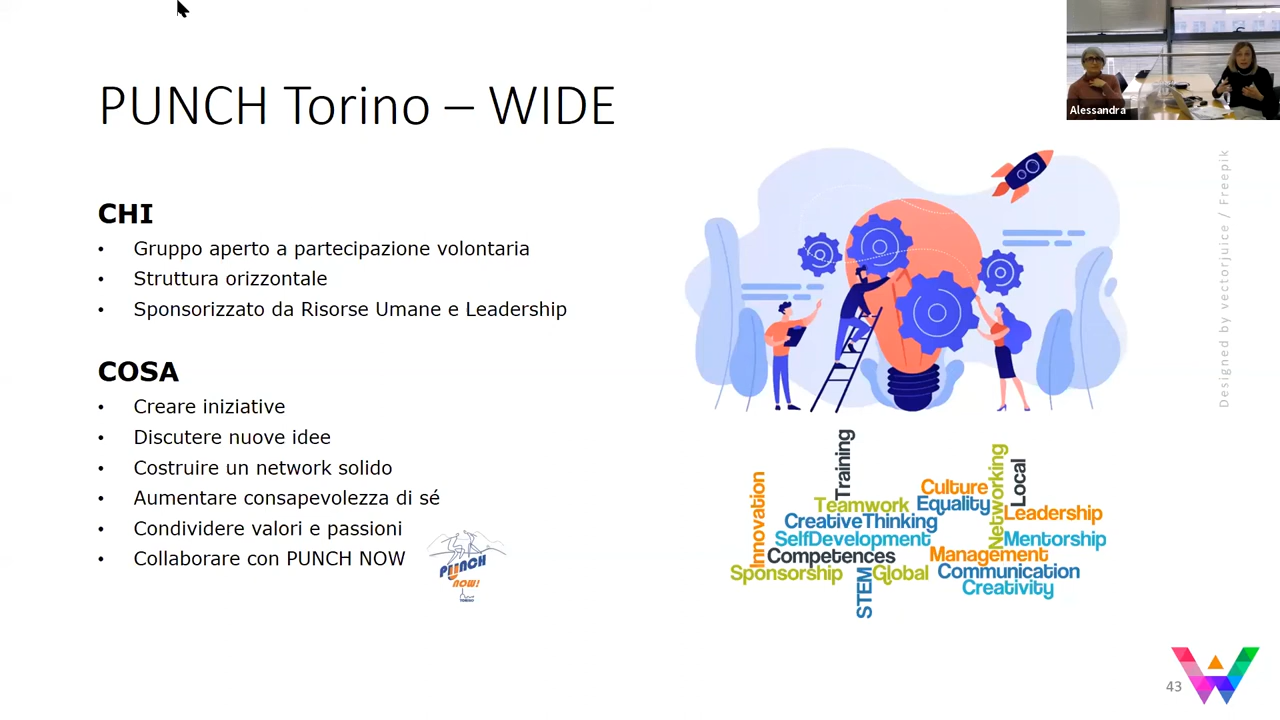 PUNCH Torino – WIDE
Alessandra
CHI
• Gruppo aperto a partecipazione volontaria
• Struttura orizzontale
• Sponsorizzato da Risorse Umane e Leadership
COSA
• Creare iniziative
• Discutere nuove idee
• Costruire un network solido
• Aumentare consapevolezza di sé
• Condividere valori e passioni
• Collaborare con PUNCH NOW
PUNCH
NOW!
TORINO
Designed by vectorjuice / Freepik
Training
Innovation
Teamwork
Culture
Equality
Networking
Local
CreativeThinking
Leadership
SelfDevelopment
Mentorship
Competences
Management
Sponsorship
STEM
Global
Communication
Creativity
43